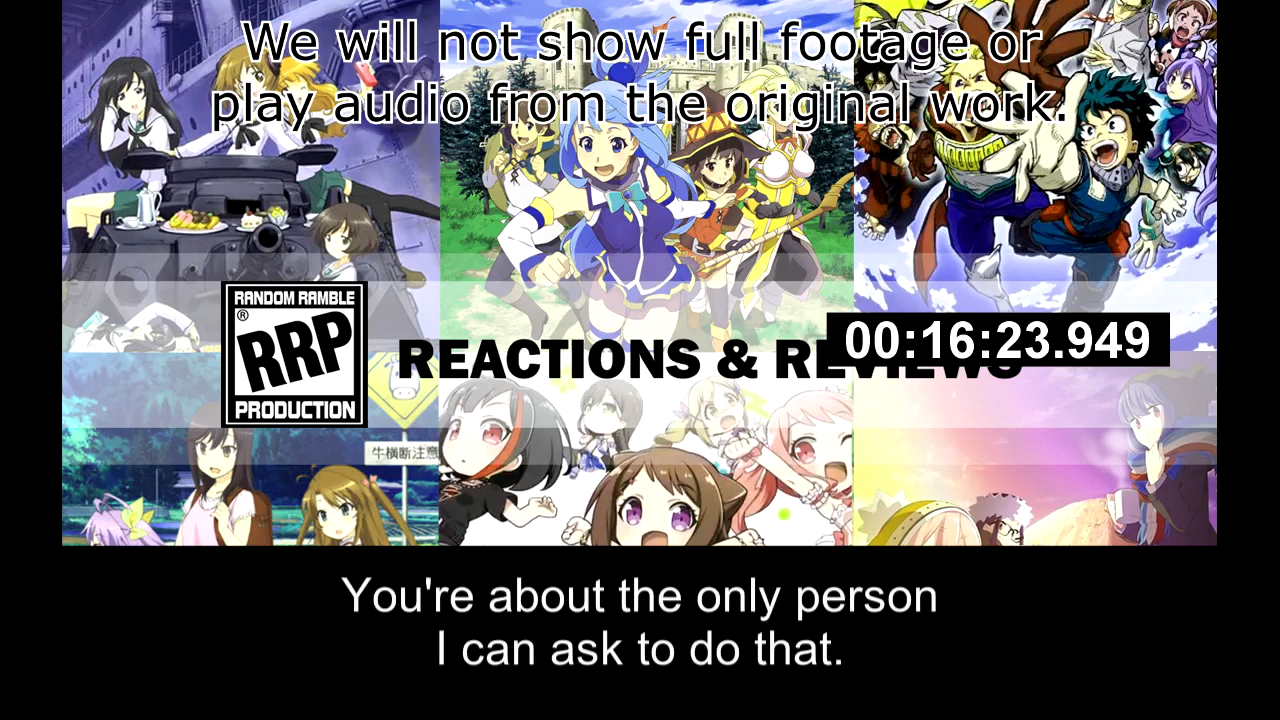 We will not show full footage or
play audio from the original work.
RANDOM RAMBLE
®
RRP
PRODUCTION
REACTIONS & REVIEWS
00:16:23.949
牛横断注意
You're about the only person
I can ask to do that.